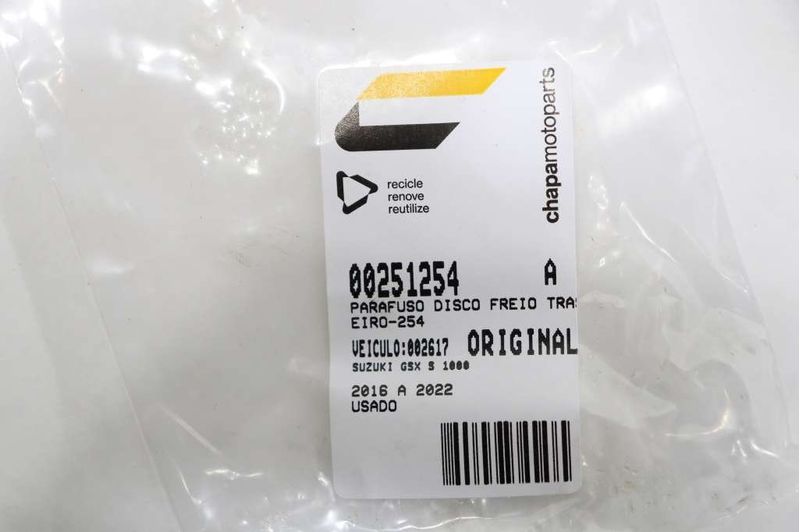 chapamotoparts
recicle
renove
reutilize
00251254 A
PARAFUSO DISCO FREIO TRAS
EIRO-254
VEICULO:002617 ORIGINAL
SUZUKI GSX S 1000
2016 A 2022
USADO